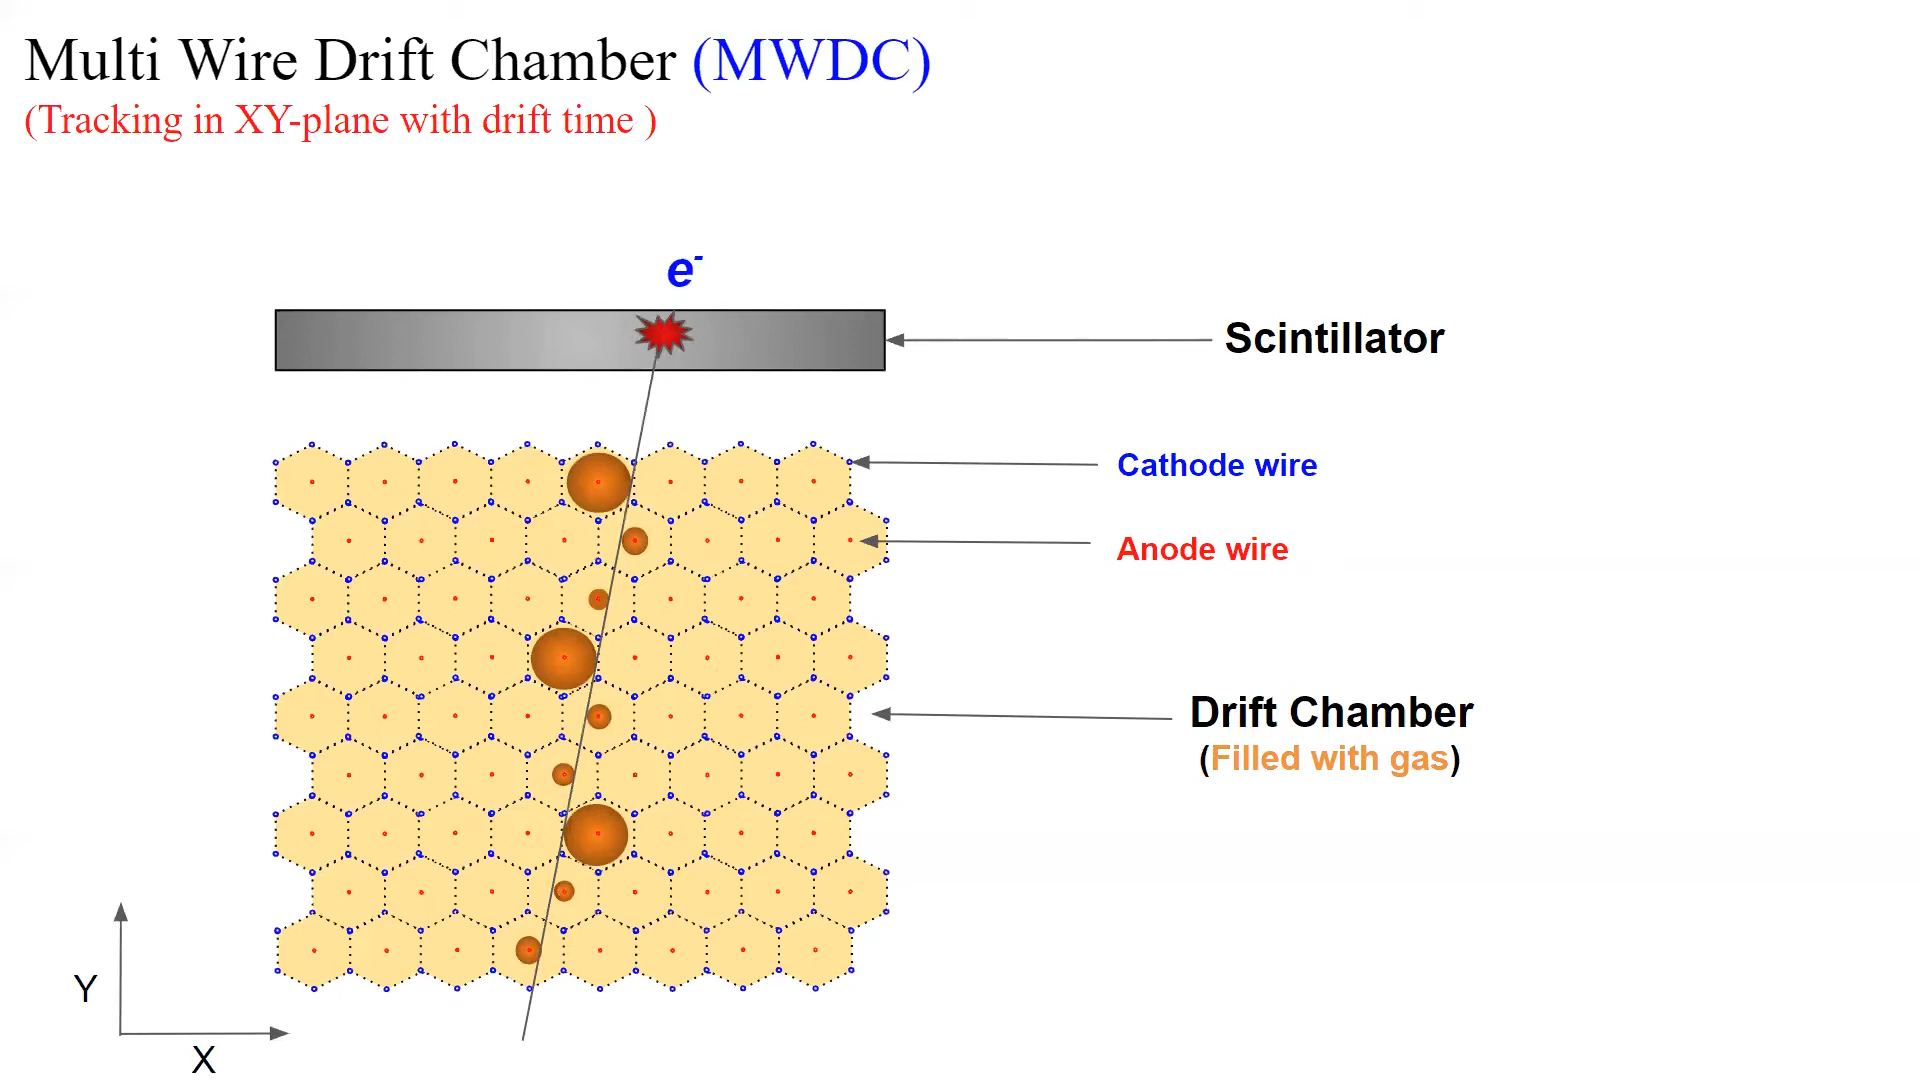 Multi Wire Drift Chamber (MWDC)
(Tracking in XY-plane with drift time )
e-
Scintillator
Cathode wire
Anode wire
Drift Chamber
(Filled with gas)
Y
X